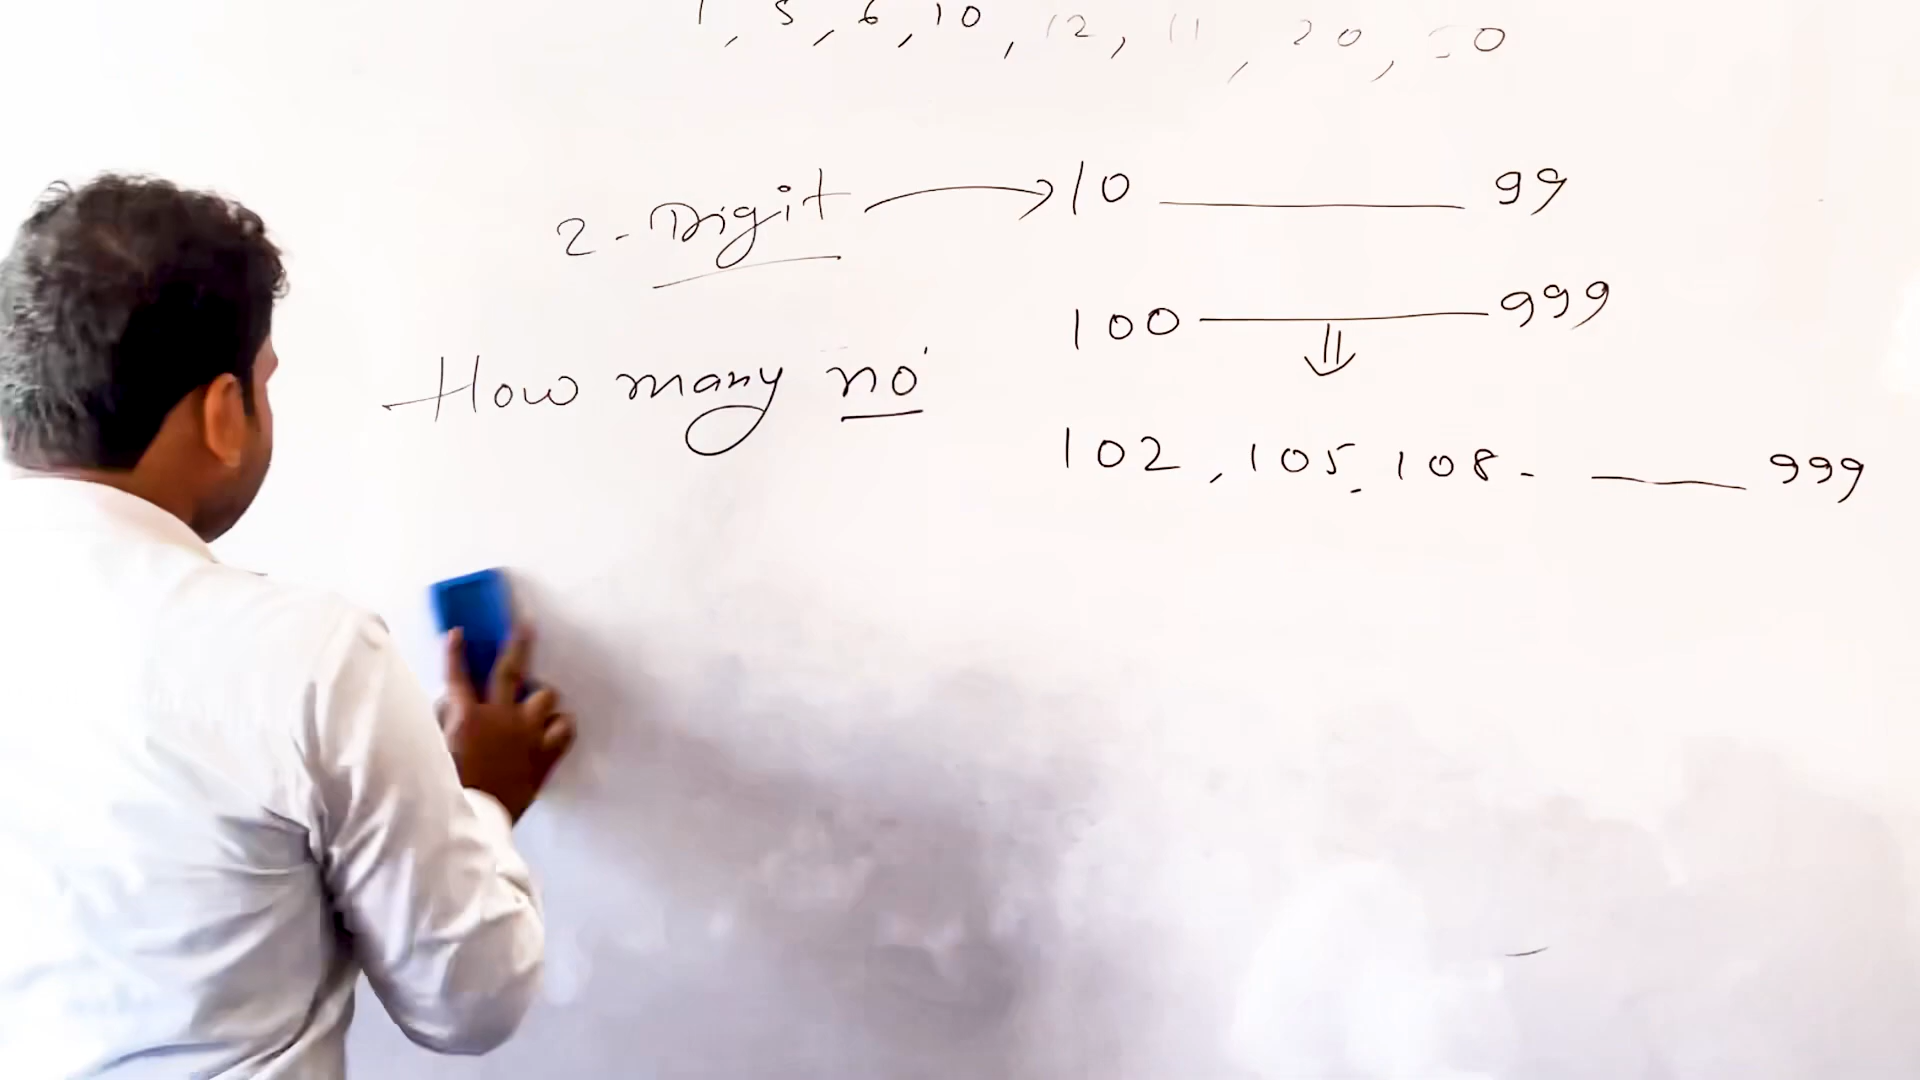 1, 5, 6, 10, 12, 11, 20, 30
2-Digit → 10 ——— 99
100 ——— 999
⇓
How many no.
102, 105, 108 - —— 999